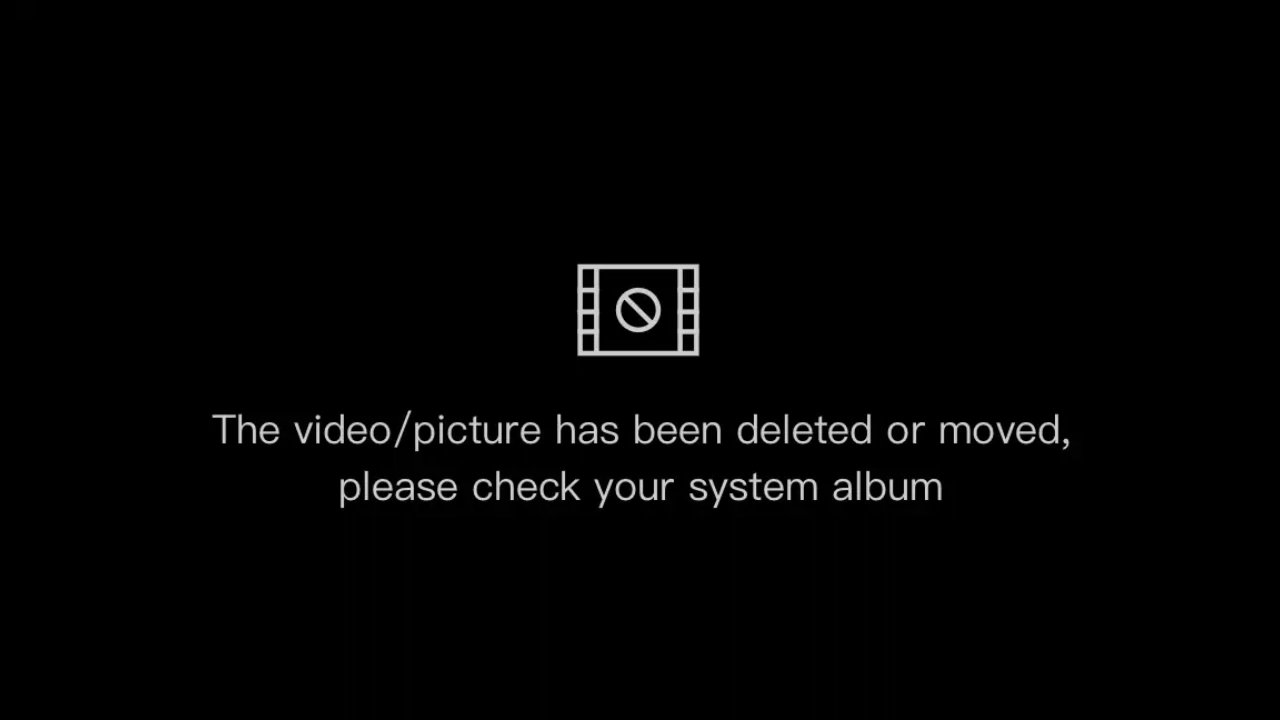 The video/picture has been deleted or moved,
please check your system album